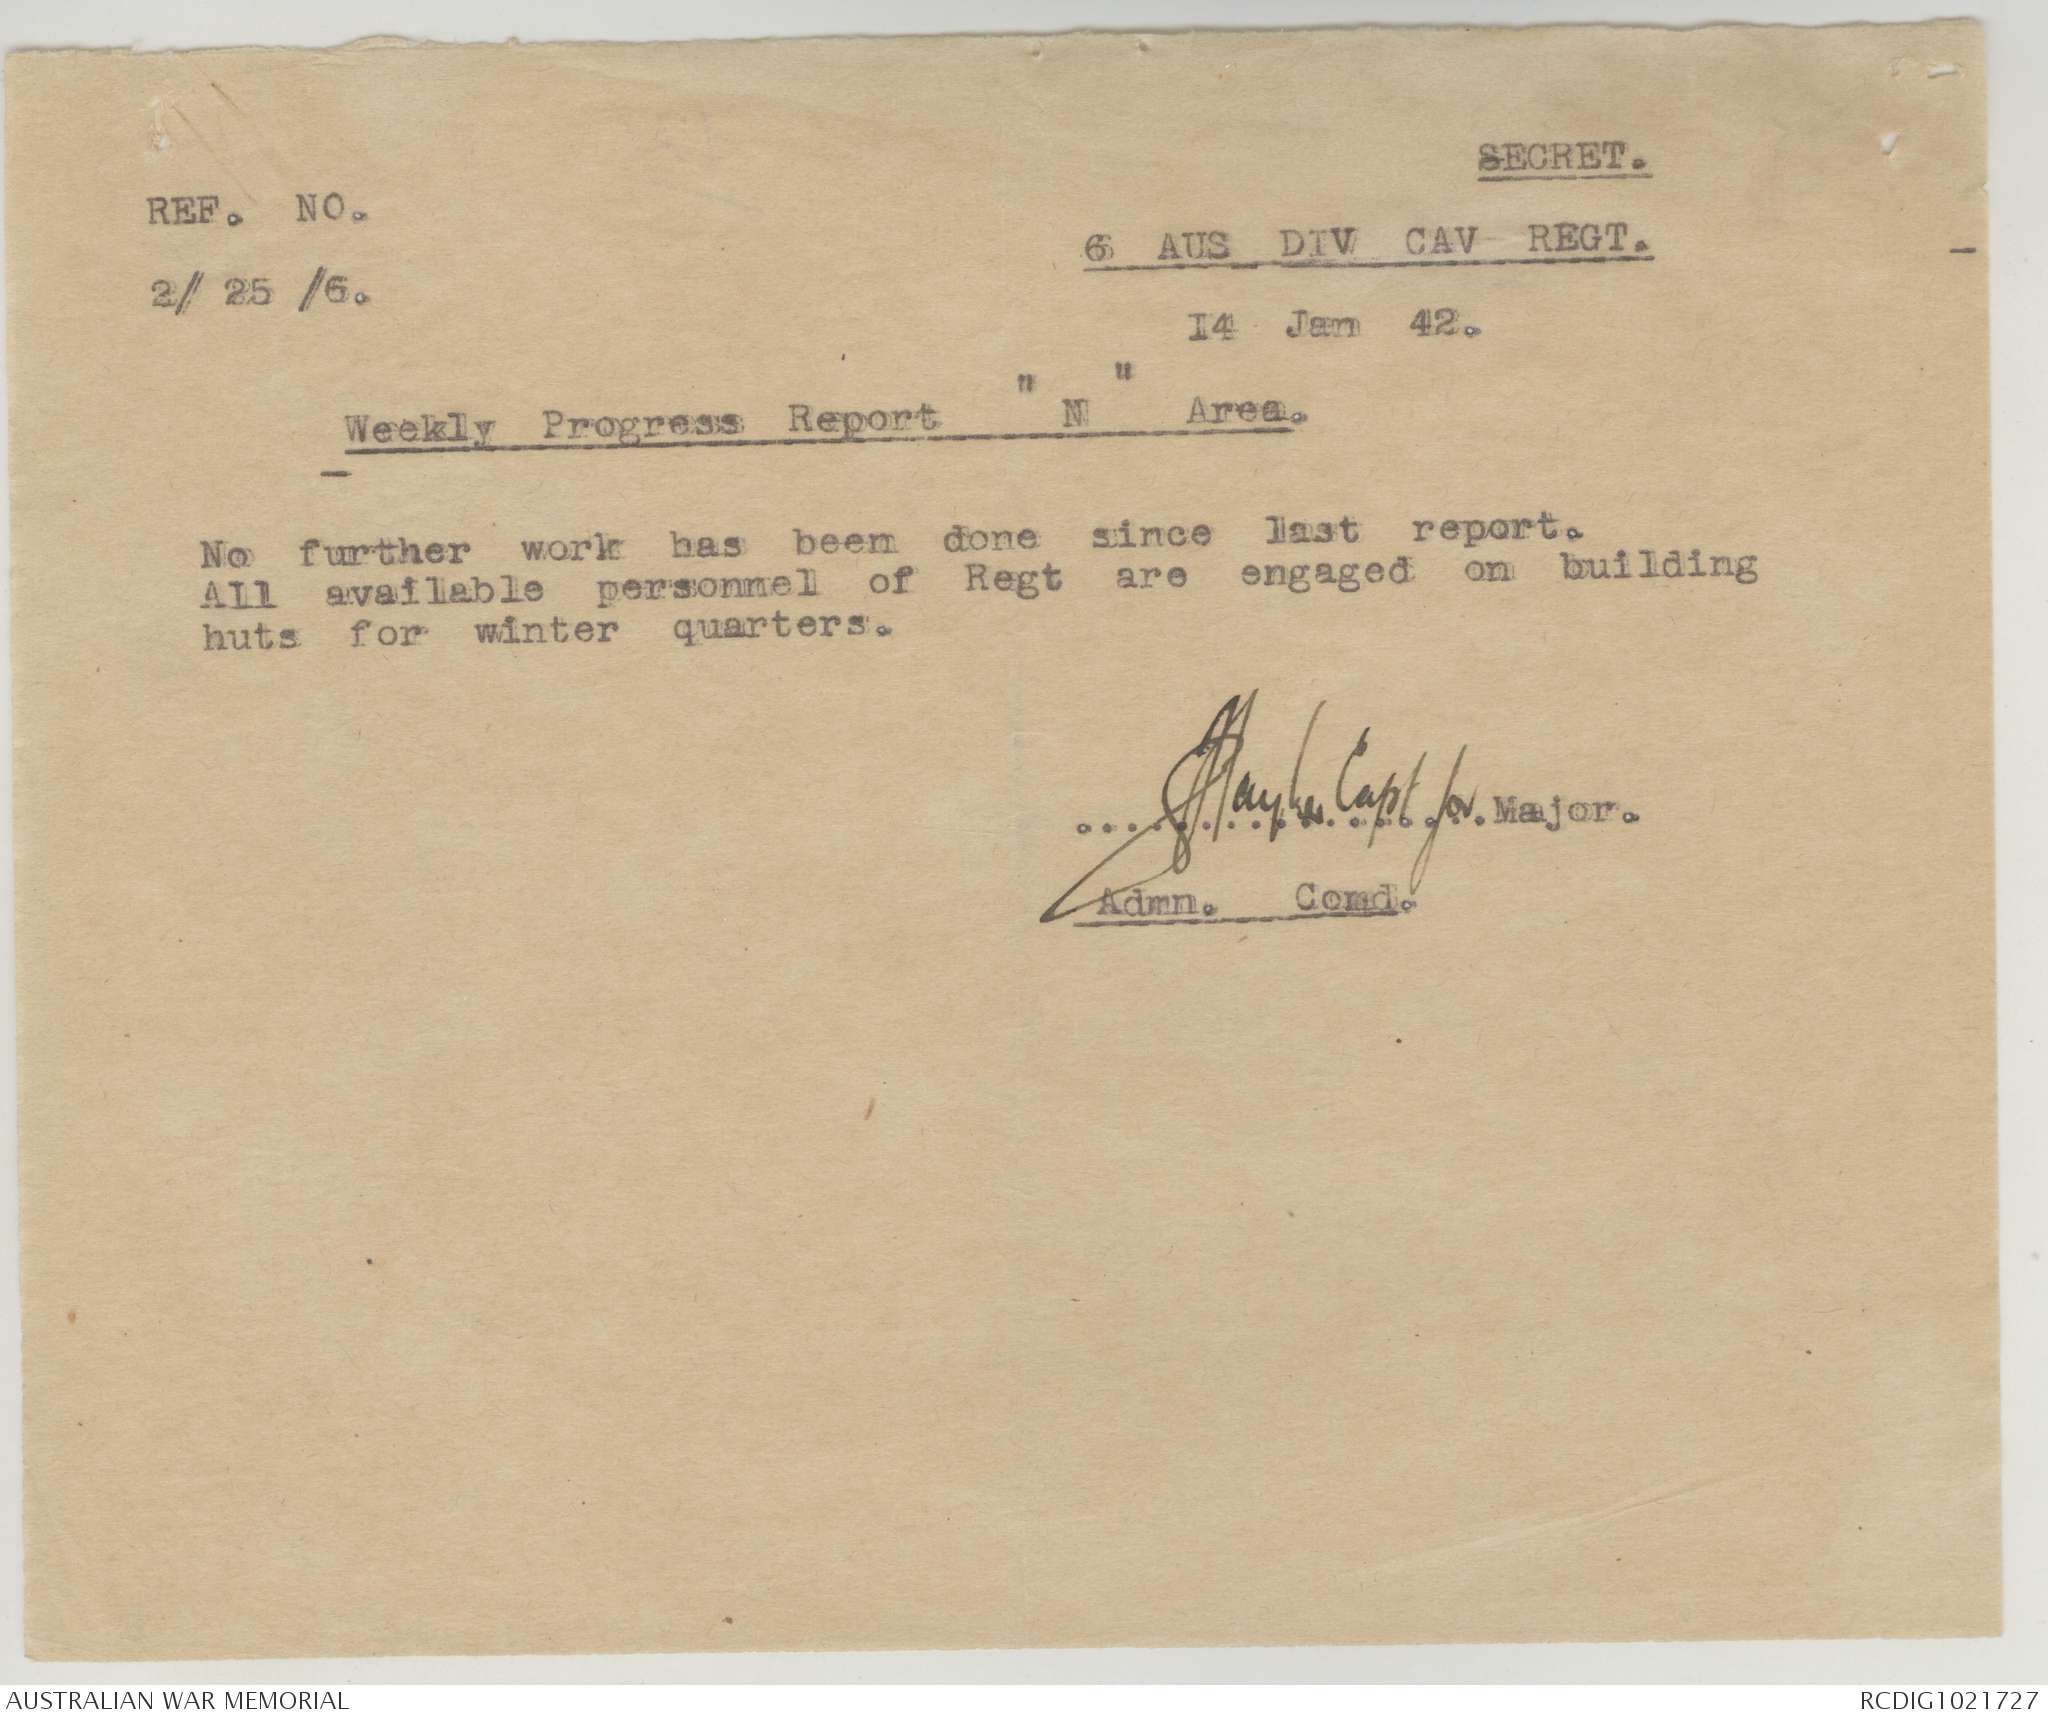 SECRET.
REF. NO.
6 AUS DIV CAV REGT.
2/ 25 /6.
I4 Jan 42.
Weekly Progress Report "N" Area.
No further work has been done since last report.
All available personnel of Regt are engaged on building
huts for winter quarters.
Capt for Major.
Admn. Comd.
AUSTRALIAN WAR MEMORIAL
RCDIG1021727